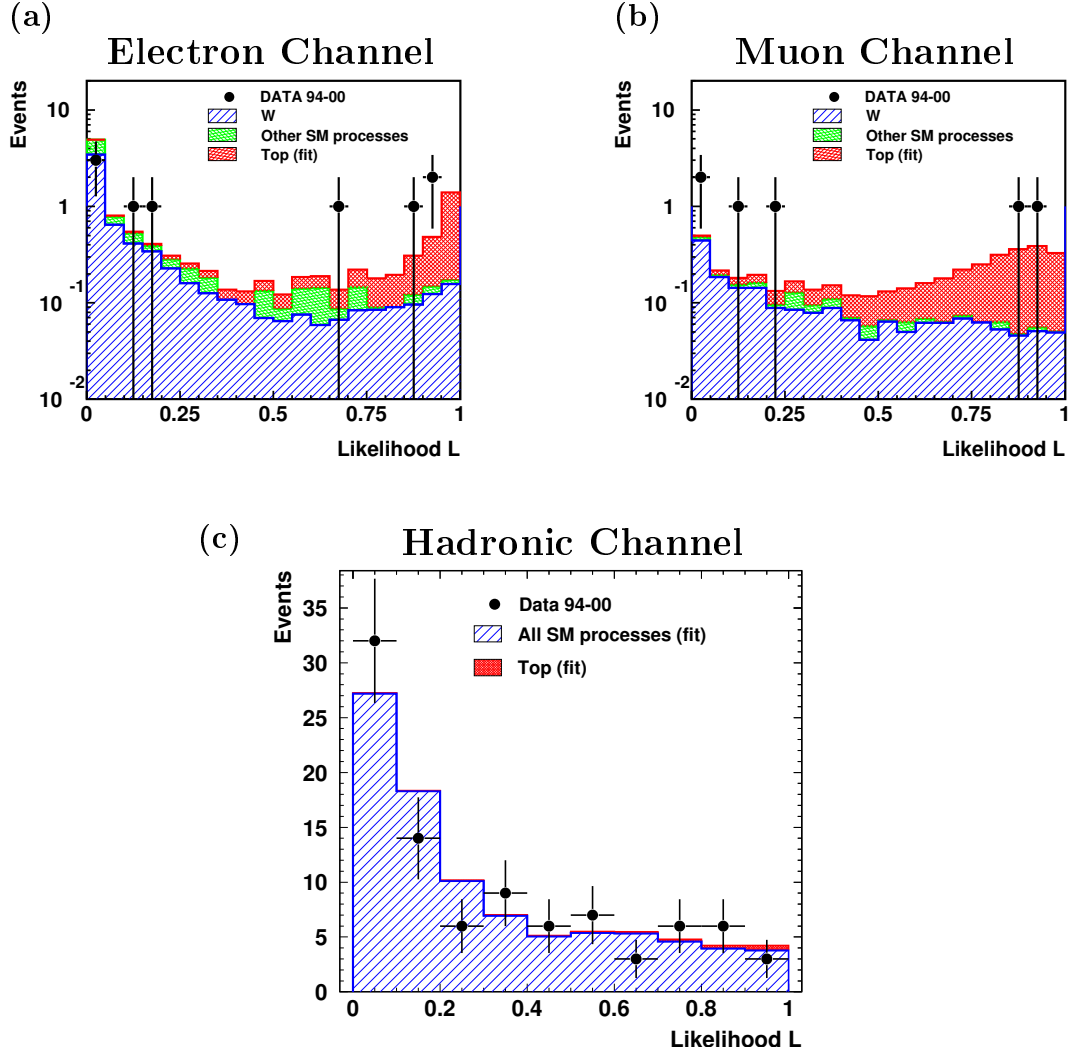 (a)
Electron Channel
Events
DATA 94-00
W
Other SM processes
Top (fit)
10
1
10 -1
10 -2
0 0.25 0.5 0.75 1
Likelihood L
(b)
Muon Channel
Events
DATA 94-00
W
Other SM processes
Top (fit)
10
1
10 -1
10 -2
0 0.25 0.5 0.75 1
Likelihood L
(c)
Hadronic Channel
Events
Data 94-00
All SM processes (fit)
Top (fit)
35
30
25
20
15
10
5
0
0 0.2 0.4 0.6 0.8 1
Likelihood L